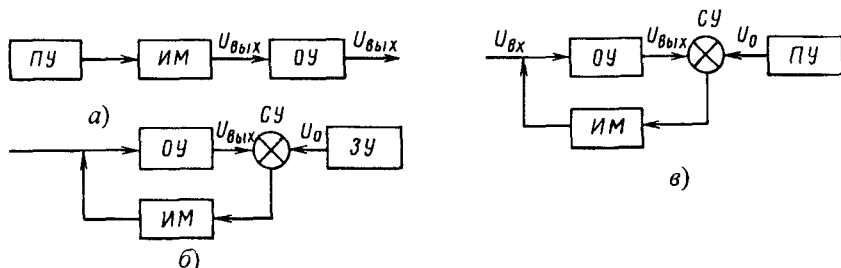 ПУ ИМ Uвых ОУ Uвых
а)
ОУ Uвых СУ U0 ЗУ
ИМ
б)
Uвх ОУ Uвых СУ U0 ПУ
ИМ
в)